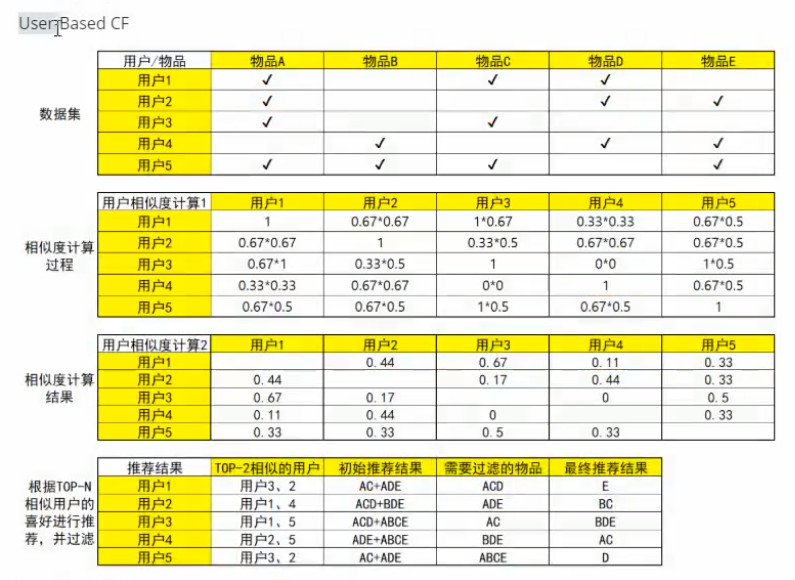 User-Based CF
用户/物品 物品A 物品B 物品C 物品D 物品E
用户1 ✓ ✓ ✓
用户2 ✓ ✓ ✓
数据集
用户3 ✓ ✓
用户4 ✓ ✓ ✓
用户5 ✓ ✓ ✓ ✓
用户相似度计算1 用户1 用户2 用户3 用户4 用户5
用户1 1 0.67*0.67 1*0.67 0.33*0.33 0.67*0.5
相似度计算
过程
用户2 0.67*0.67 1 0.33*0.5 0.67*0.67 0.67*0.5
用户3 0.67*1 0.33*0.5 1 0*0 1*0.5
用户4 0.33*0.33 0.67*0.67 0*0 1 0.67*0.5
用户5 0.67*0.5 0.67*0.5 1*0.5 0.67*0.5 1
用户相似度计算2 用户1 用户2 用户3 用户4 用户5
用户1 0.44 0.67 0.11 0.33
相似度计算
结果
用户2 0.44 0.17 0.44 0.33
用户3 0.67 0.17 0 0.5
用户4 0.11 0.44 0 0.33
用户5 0.33 0.33 0.5 0.33
推荐结果 TOP-2相似的用户 初始推荐结果 需要过滤的物品 最终推荐结果
根据TOP-N
相似用户的
喜好进行推
荐，并过滤
用户1 用户3、2 AC+ADE ACD E
用户2 用户1、4 ACD+BDE ADE BC
用户3 用户1、5 ACD+ABCE AC BDE
用户4 用户2、5 ADE+ABCE BDE AC
用户5 用户3、2 AC+ADE ABCE D